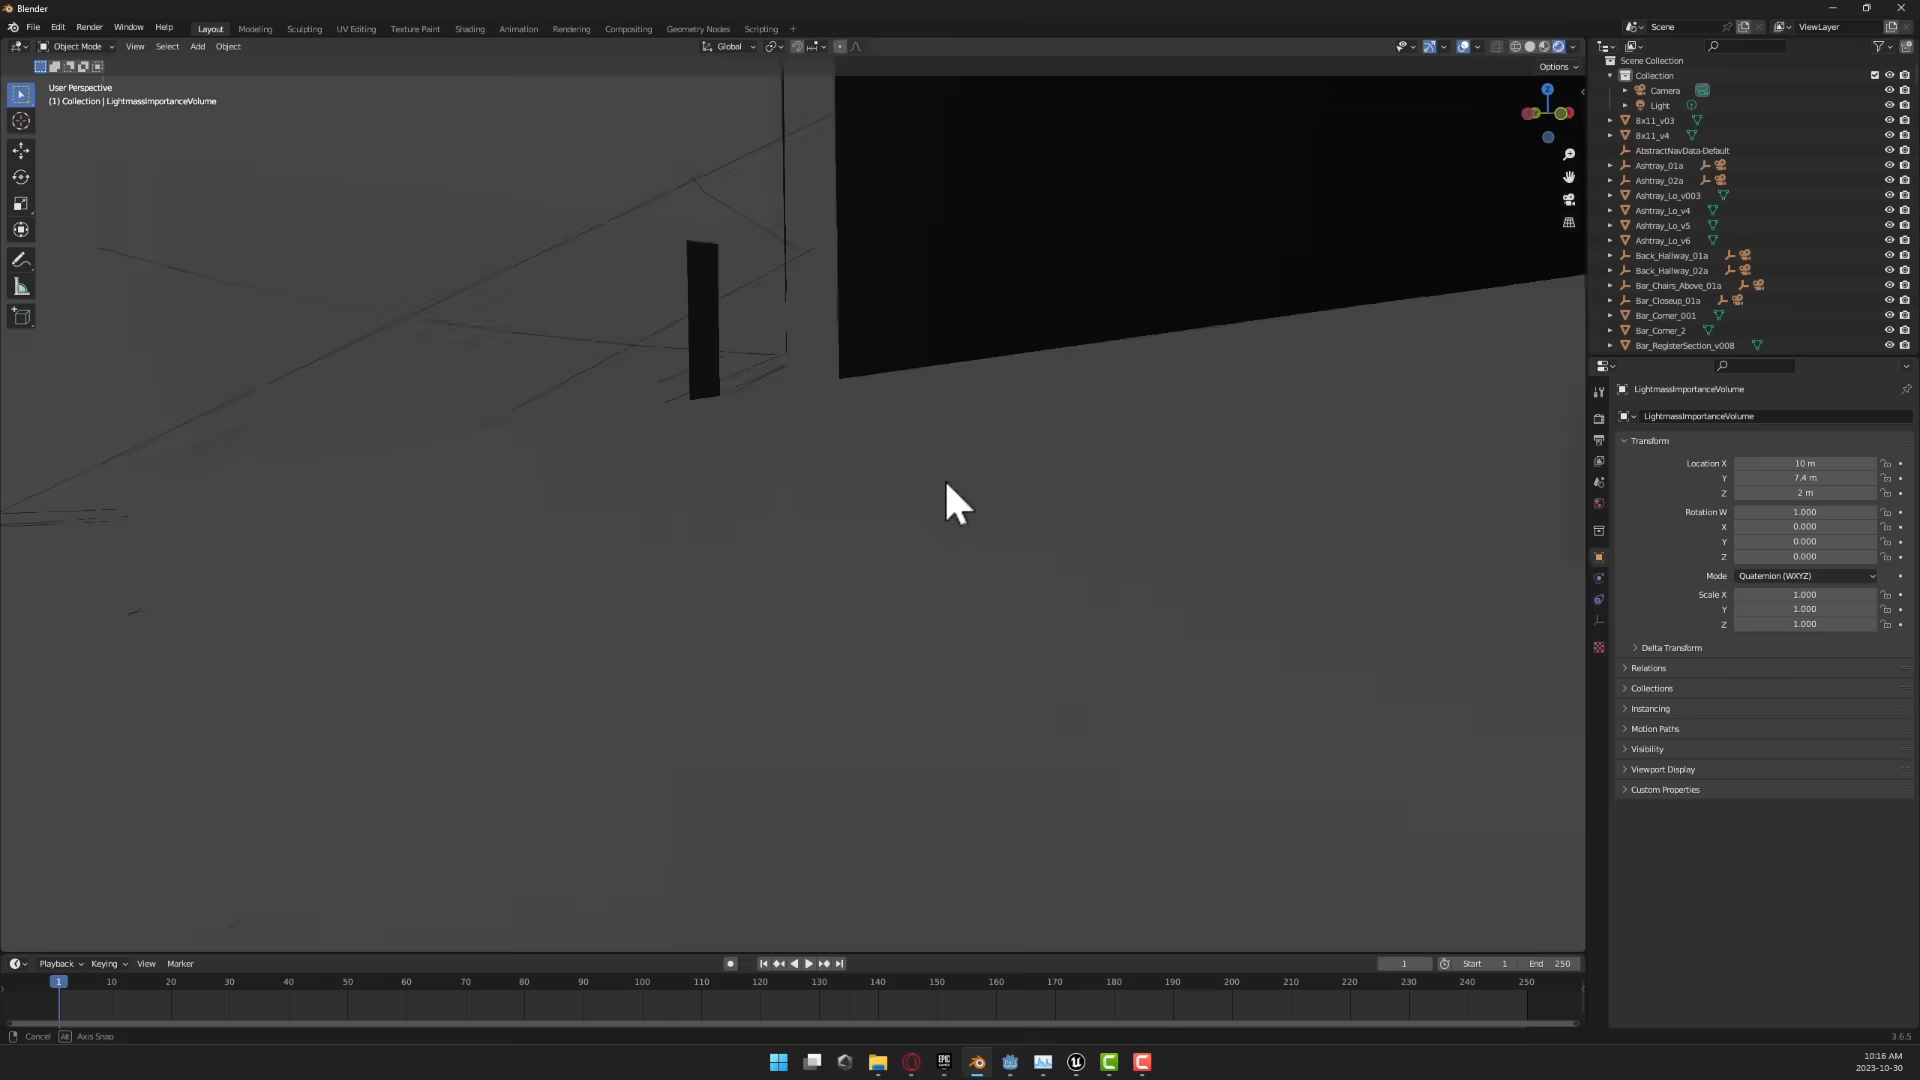 Blender
File Edit Render Window Help Layout Modeling Sculpting UV Editing Texture Paint Shading Animation Rendering Compositing Geometry Nodes Scripting +
Scene ViewLayer
Object Mode View Select Add Object Global
Options
User Perspective
(1) Collection | LightmassImportanceVolume
Scene Collection
Collection
Camera
Light
8x11_v03
8x11_v4
AbstractNavData-Default
Ashtray_01a
Ashtray_02a
Ashtray_Lo_v003
Ashtray_Lo_v4
Ashtray_Lo_v5
Ashtray_Lo_v6
Back_Hallway_01a
Back_Hallway_02a
Bar_Chairs_Above_01a
Bar_Closeup_01a
Bar_Corner_001
Bar_Corner_2
Bar_RegisterSection_v008
LightmassImportanceVolume
LightmassImportanceVolume
Transform
Location X 10 m
Y 7.4 m
Z 2 m
Rotation W 1.000
X 0.000
Y 0.000
Z 0.000
Mode Quaternion (WXYZ)
Scale X 1.000
Y 1.000
Z 1.000
Delta Transform
Relations
Collections
Instancing
Motion Paths
Visibility
Viewport Display
Custom Properties
Playback Keying View Marker 1 Start 1 End 250
1 10 20 30 40 50 60 70 80 90 100 110 120 130 140 150 160 170 180 190 200 210 220 230 240 250
Cancel Alt Axis Snap 3.6.5
EPIC GAMES
10:16 AM
2023-10-30